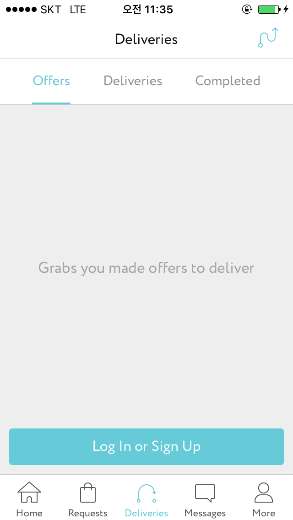 SKT LTE 오전 11:35
Deliveries
Offers Deliveries Completed
Grabs you made offers to deliver
Log In or Sign Up
Home Requests Deliveries Messages More